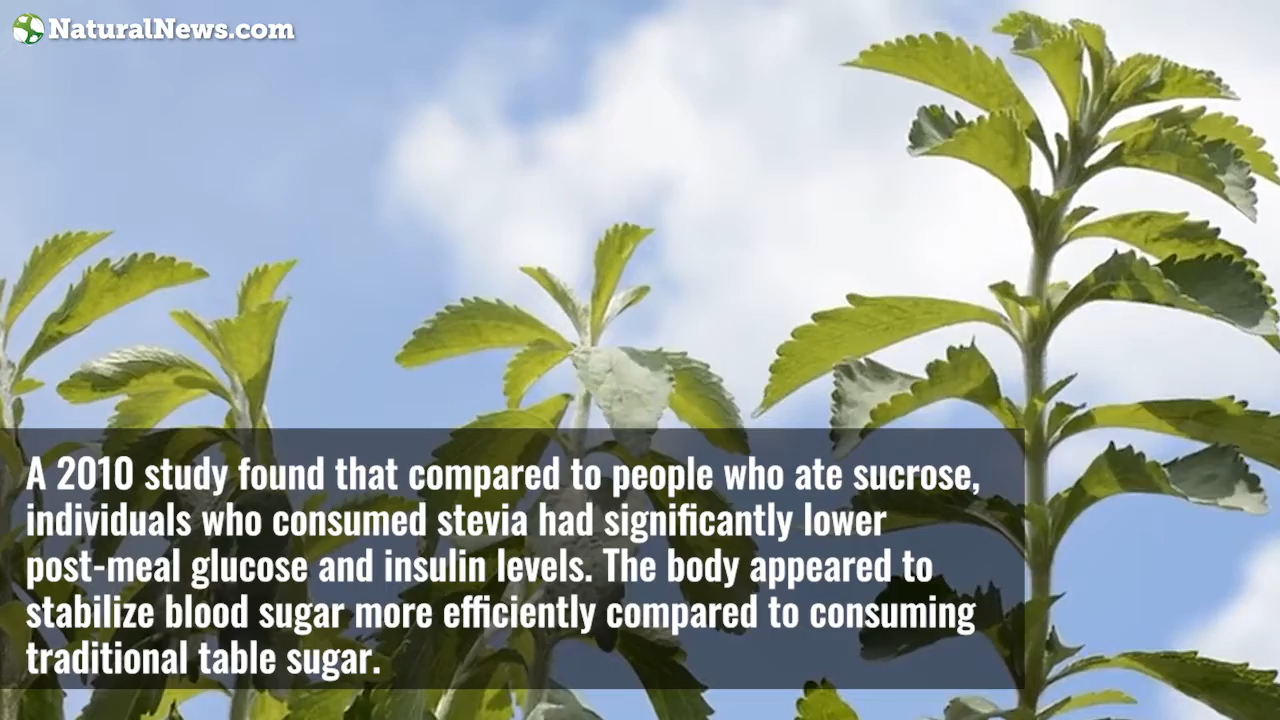 NaturalNews.com
A 2010 study found that compared to people who ate sucrose,
individuals who consumed stevia had significantly lower
post-meal glucose and insulin levels. The body appeared to
stabilize blood sugar more efficiently compared to consuming
traditional table sugar.